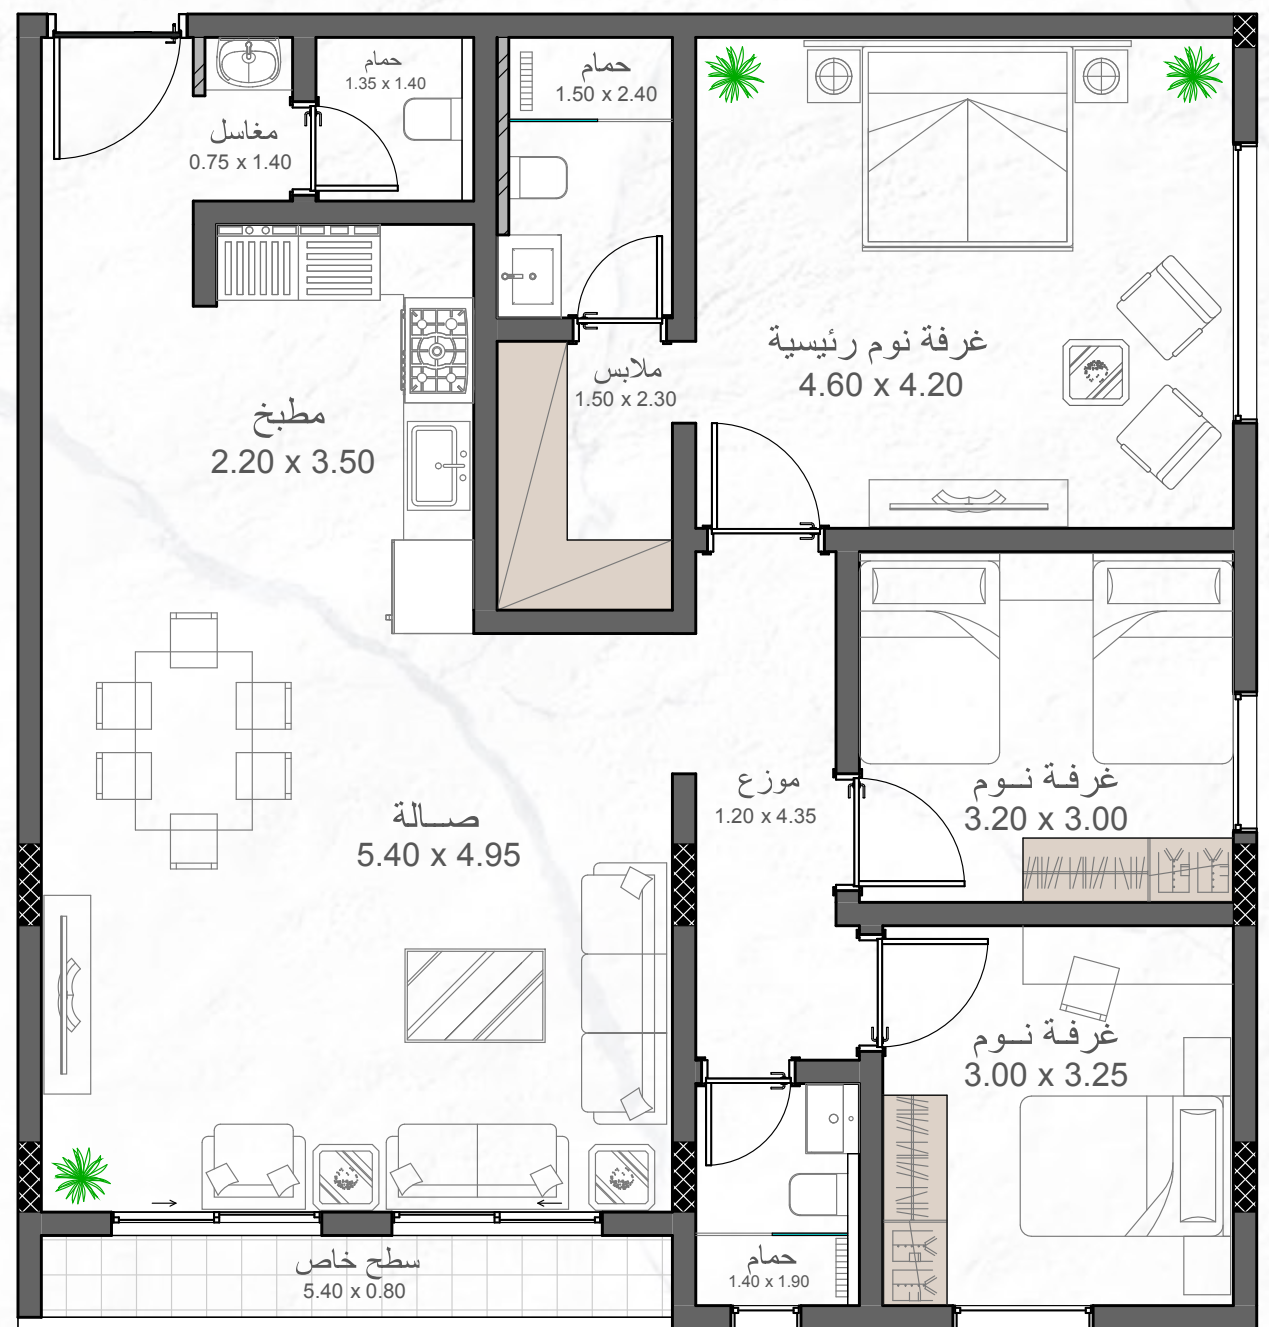 حمام
1.35 x 1.40
حمام
1.50 x 2.40
مغاسل
0.75 x 1.40
غرفة نوم رئيسية
4.60 x 4.20
ملابس
1.50 x 2.30
مطبخ
2.20 x 3.50
غرفة نــوم
3.20 x 3.00
موزع
1.20 x 4.35
صـــالة
5.40 x 4.95
غرفة نــوم
3.00 x 3.25
حمام
1.40 x 1.90
سطح خاص
5.40 x 0.80